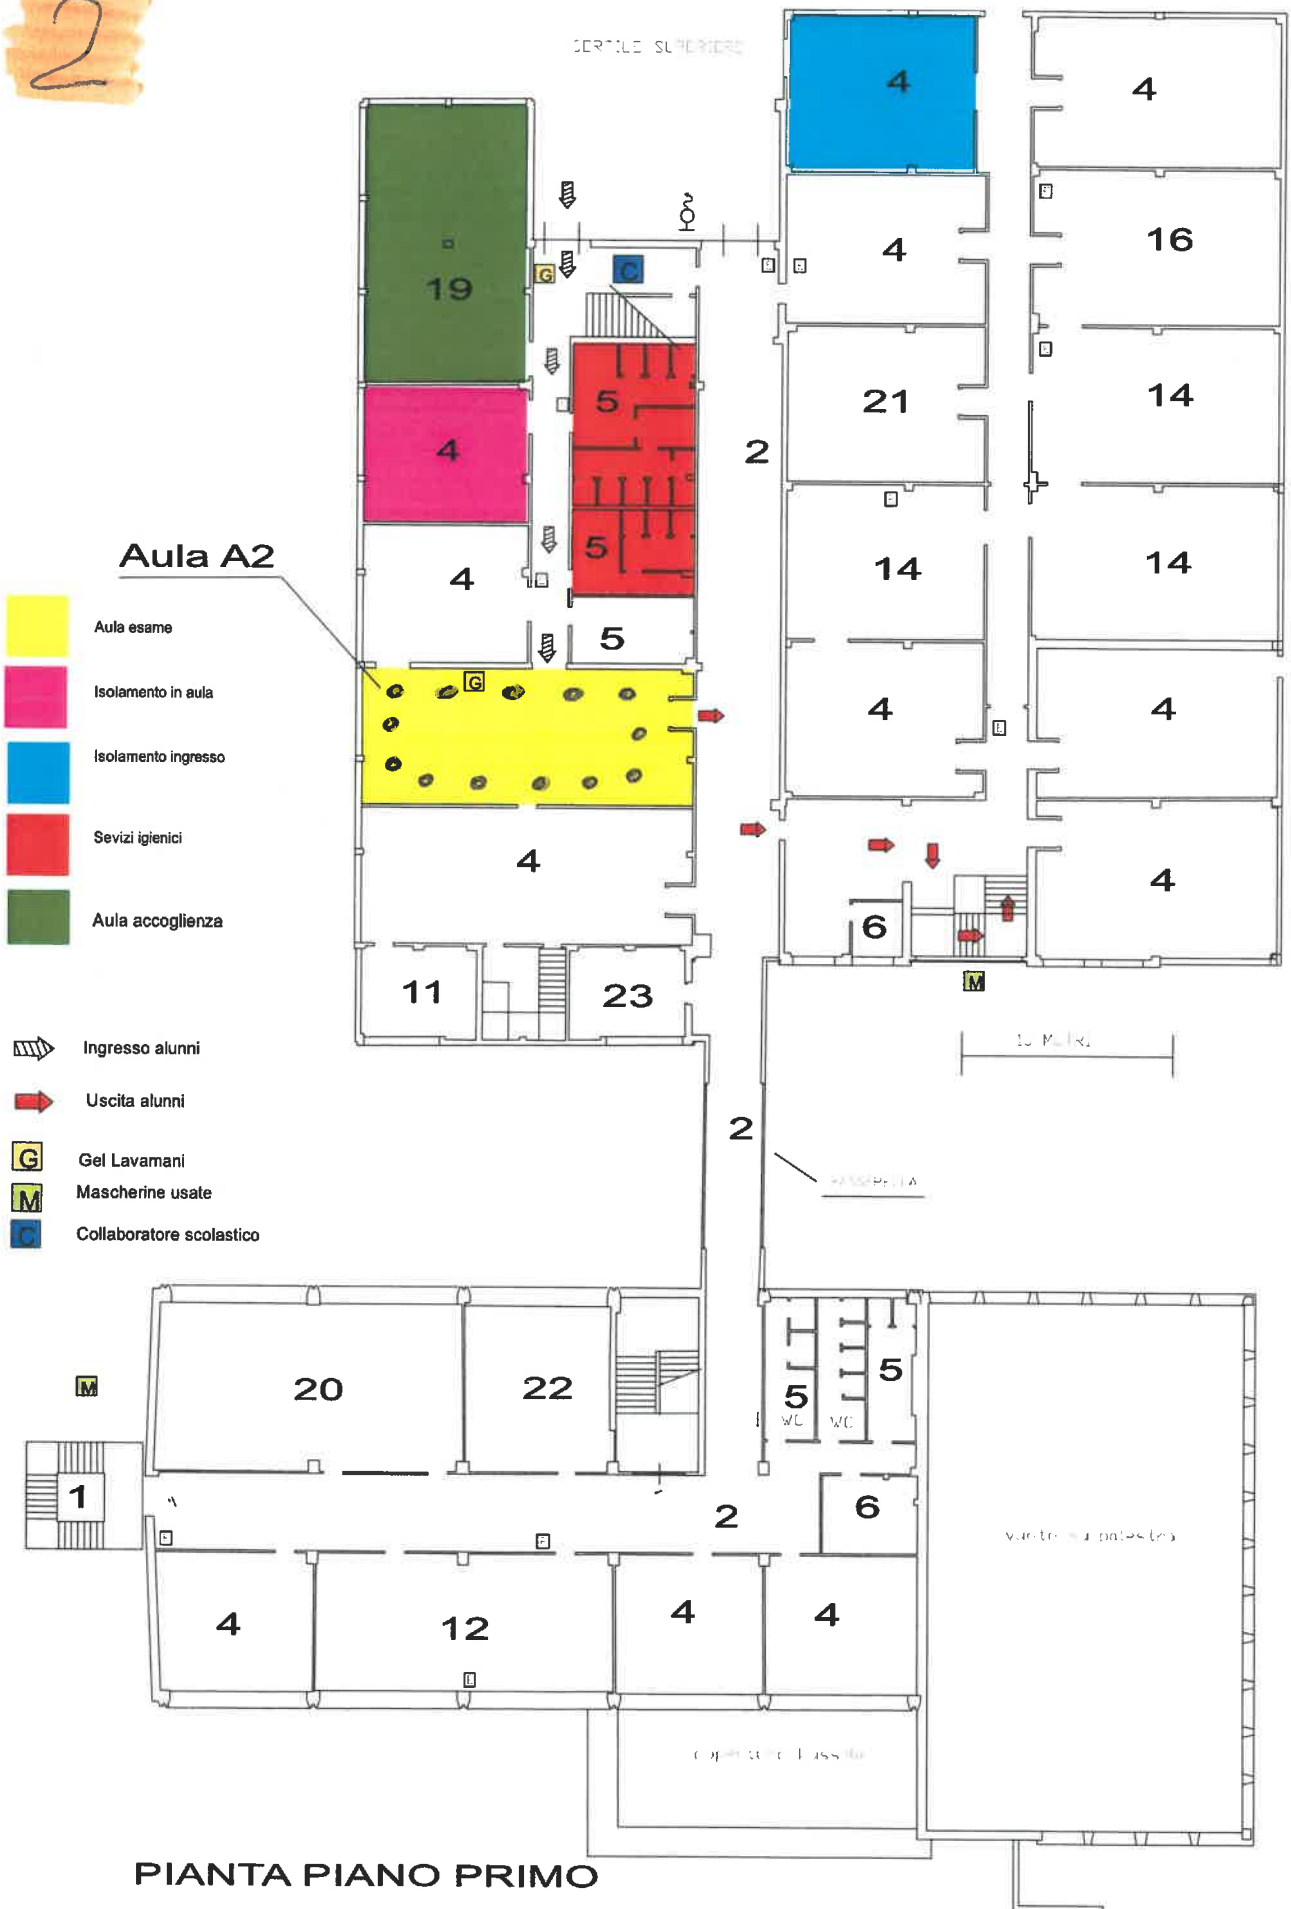 2
4
4
19
G
C
4
16
5
21
14
4
2
5
Aula A2
4
14
14
5
Aula esame
G
Isolamento in aula
4
4
Isolamento ingresso
Sevizi igienici
4
4
Aula accoglienza
6
11
23
M
Ingresso alunni
Uscita alunni
2
G
Gel Lavamani
M
Mascherine usate
C
Collaboratore scolastico
M
20
22
5
5
WC
WC
1
2
6
4
12
4
4
PIANTA PIANO PRIMO